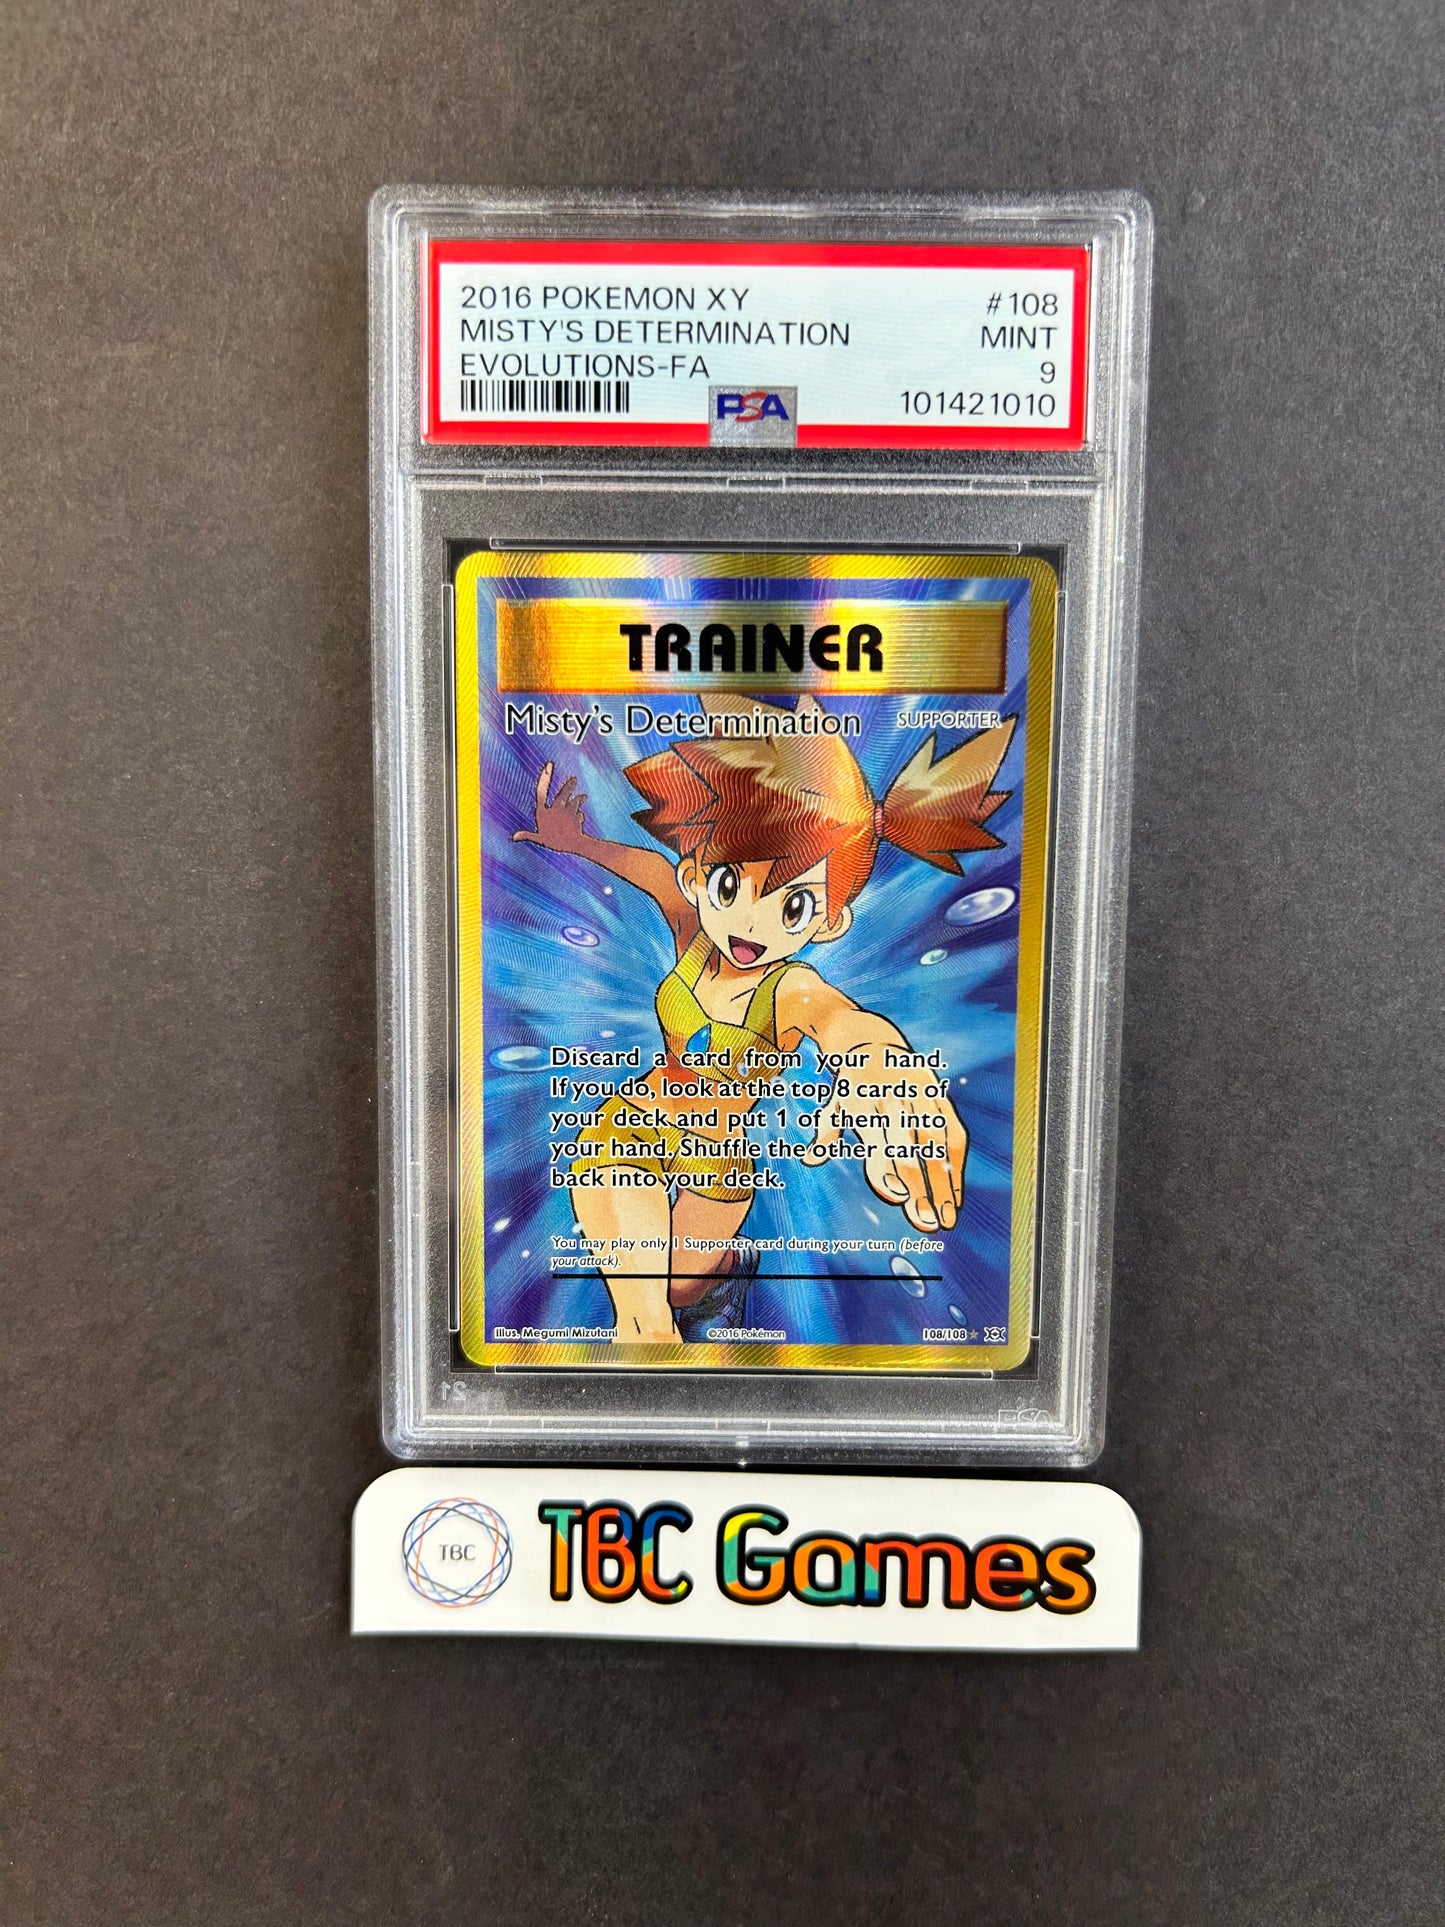 2016 POKEMON XY #108
MISTY'S DETERMINATION MINT
EVOLUTIONS-FA 9
PSA 101421010
TRAINER
Misty's Determination SUPPORTER
Discard a card from your hand.
If you do, look at the top 8 cards of
your deck and put 1 of them into
your hand. Shuffle the other cards
back into your deck.
You may play only 1 Supporter card during your turn (before
your attack).
Illus. Megumi Mizutani ©2016 Pokémon 108/108
21
PSA
TBC TBC Games